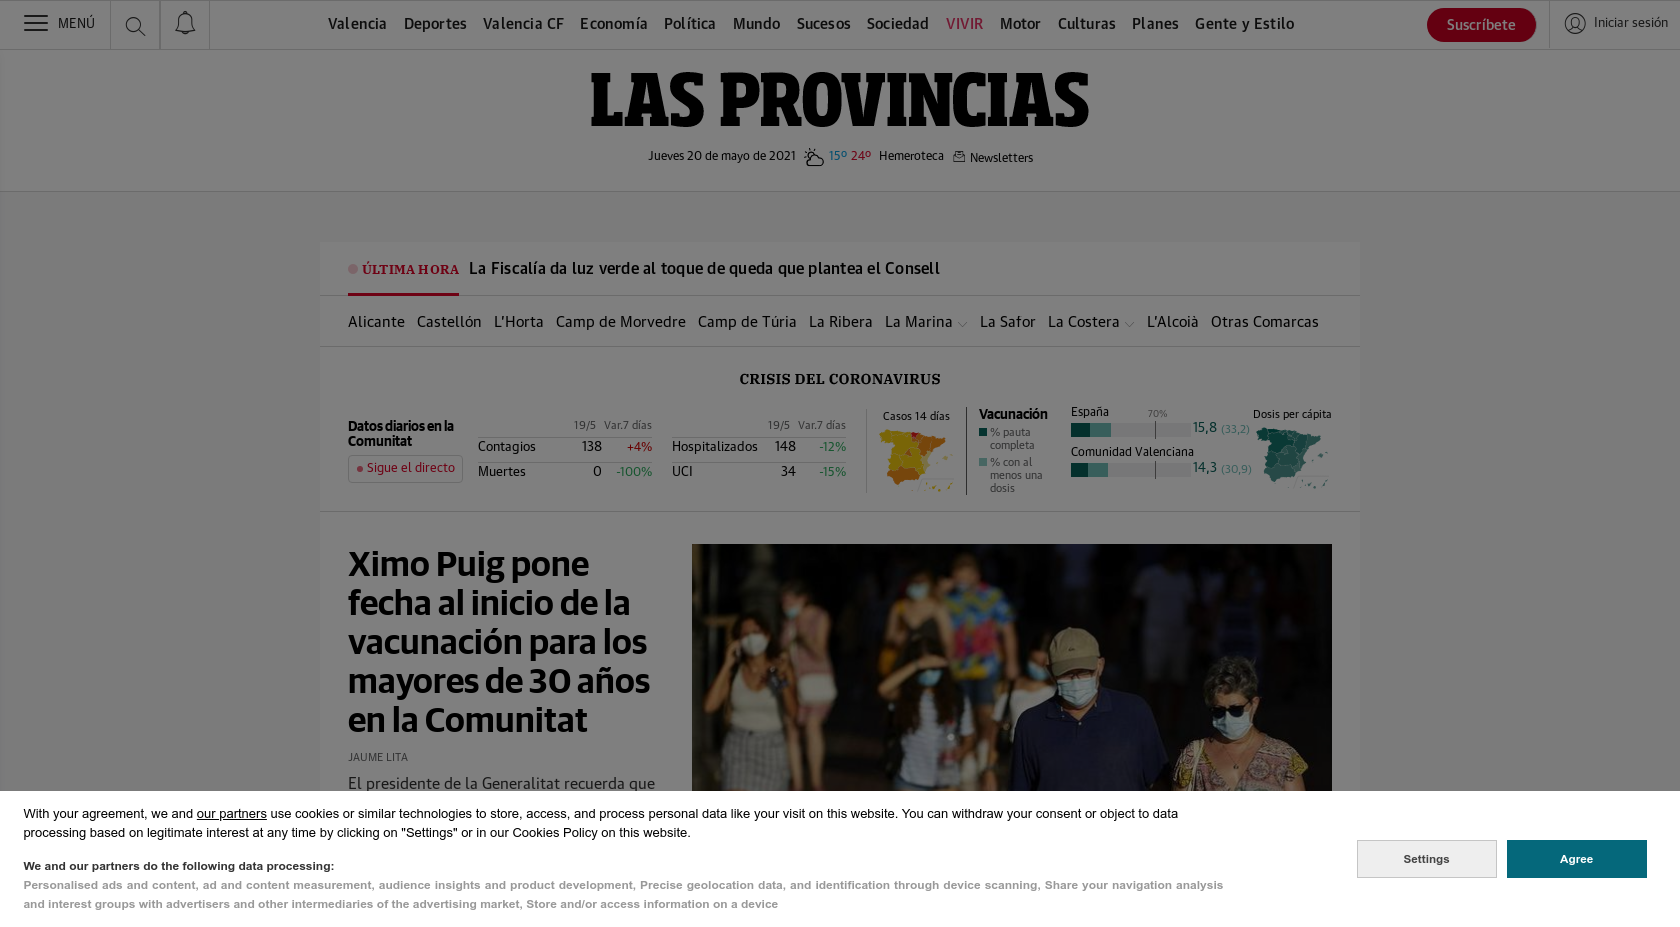 MENÚ
Valencia Deportes Valencia CF Economía Política Mundo Sucesos Sociedad VIVIR Motor Culturas Planes Gente y Estilo
Suscríbete
Iniciar sesión
LAS PROVINCIAS
Jueves 20 de mayo de 2021 15º 24º Hemeroteca Newsletters
ÚLTIMA HORA La Fiscalía da luz verde al toque de queda que plantea el Consell
Alicante Castellón L'Horta Camp de Morvedre Camp de Túria La Ribera La Marina La Safor La Costera L'Alcoià Otras Comarcas
CRISIS DEL CORONAVIRUS
Datos diarios en la
Comunitat
Sigue el directo
19/5 Var.7 días
Contagios 138 +4%
Muertes 0 -100%
19/5 Var.7 días
Hospitalizados 148 -12%
UCI 34 -15%
Casos 14 días
Vacunación
% pauta
completa
% con al
menos una
dosis
España 70%
15,8 (33,2)
Comunidad Valenciana
14,3 (30,9)
Dosis per cápita
Ximo Puig pone
fecha al inicio de la
vacunación para los
mayores de 30 años
en la Comunitat
JAUME LITA
El presidente de la Generalitat recuerda que
With your agreement, we and our partners use cookies or similar technologies to store, access, and process personal data like your visit on this website. You can withdraw your consent or object to data
processing based on legitimate interest at any time by clicking on "Settings" or in our Cookies Policy on this website.
We and our partners do the following data processing:
Personalised ads and content, ad and content measurement, audience insights and product development, Precise geolocation data, and identification through device scanning, Share your navigation analysis
and interest groups with advertisers and other intermediaries of the advertising market, Store and/or access information on a device
Settings
Agree